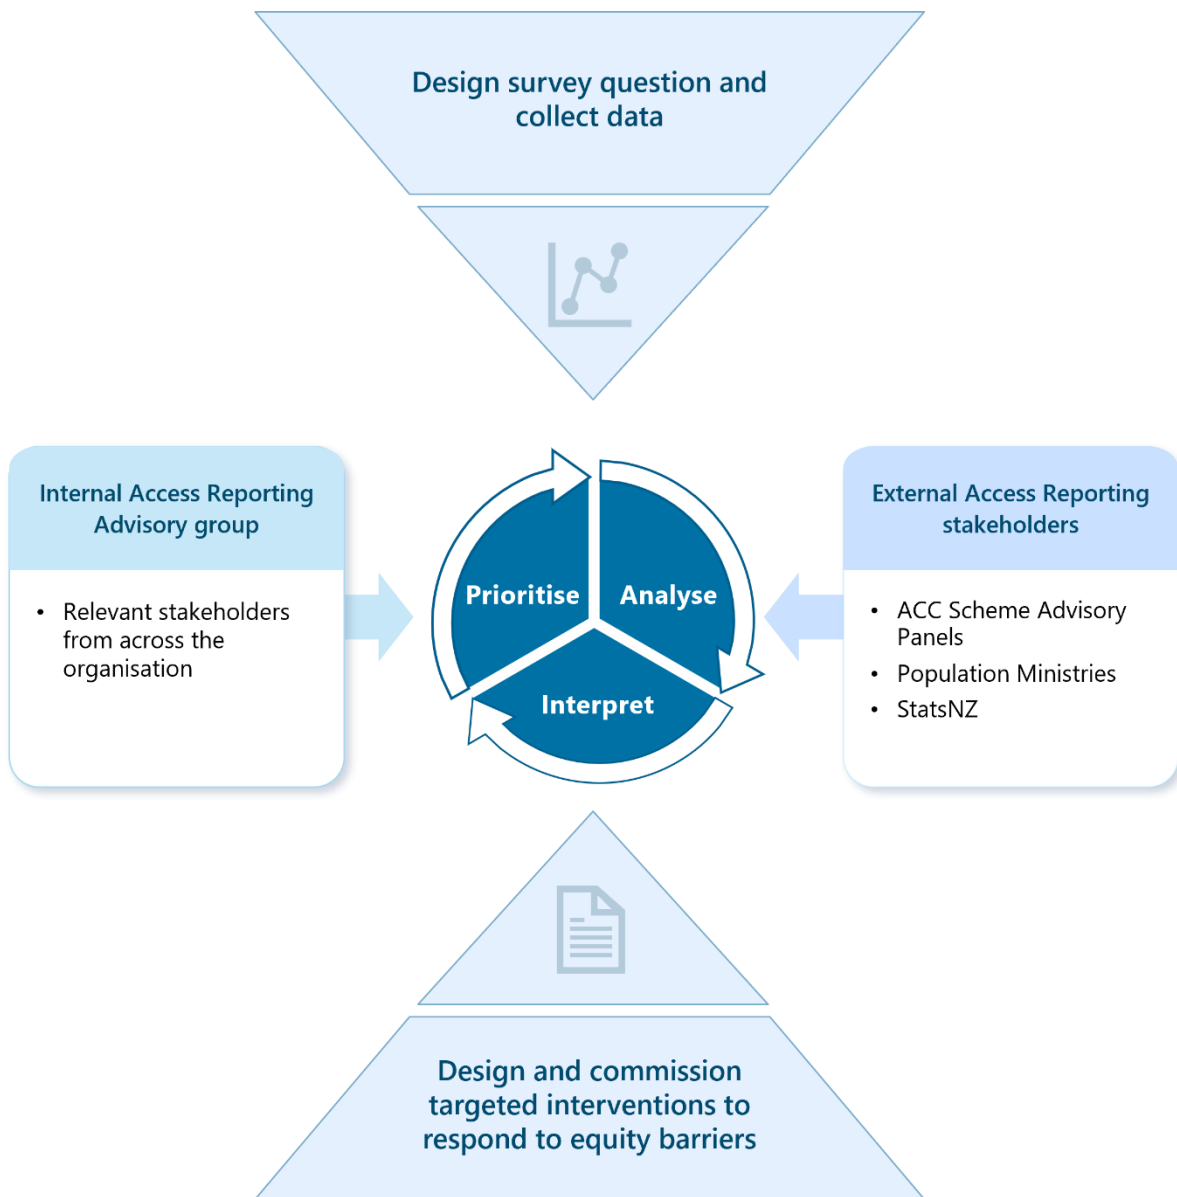 Design survey question and
collect data
Internal Access Reporting
Advisory group
• Relevant stakeholders
from across the
organisation
Prioritise
Analyse
Interpret
External Access Reporting
stakeholders
• ACC Scheme Advisory
Panels
• Population Ministries
• StatsNZ
Design and commission
targeted interventions to
respond to equity barriers